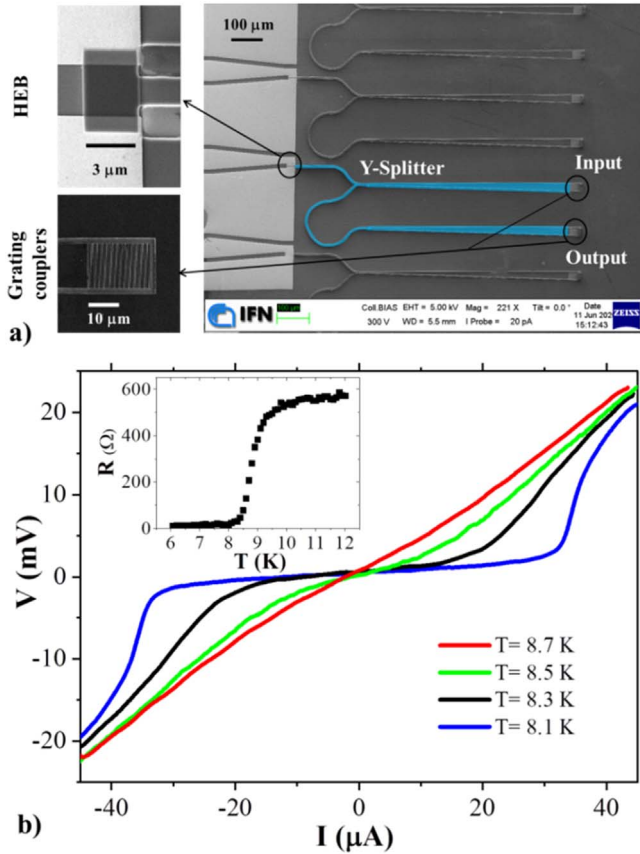 HEB
3 μm
Grating
couplers
10 μm
a)
100 μm
Y-Splitter
Input
Output
IFN
Coll.BIAS = EHT = 5.00 kV Mag = 221 X Tilt = 0.0 ° Date
11 Jun 202
300 V WD = 5.5 mm I Probe = 20 pA 15:12:43
ZEISS
V (mV)
20
10
0
-10
-20
R (Ω)
600
400
200
0
6 7 8 9 10 11 12
T (K)
T= 8.7 K
T= 8.5 K
T= 8.3 K
T= 8.1 K
-40 -20 0 20 40
I (μA)
b)